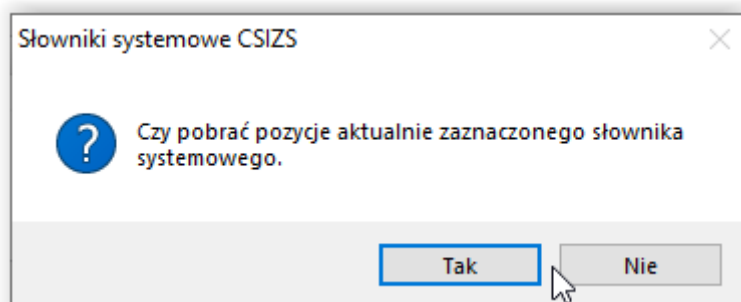 Słowniki systemowe CSIZS
Czy pobrać pozycje aktualnie zaznaczonego słownika
systemowego.
Tak
Nie